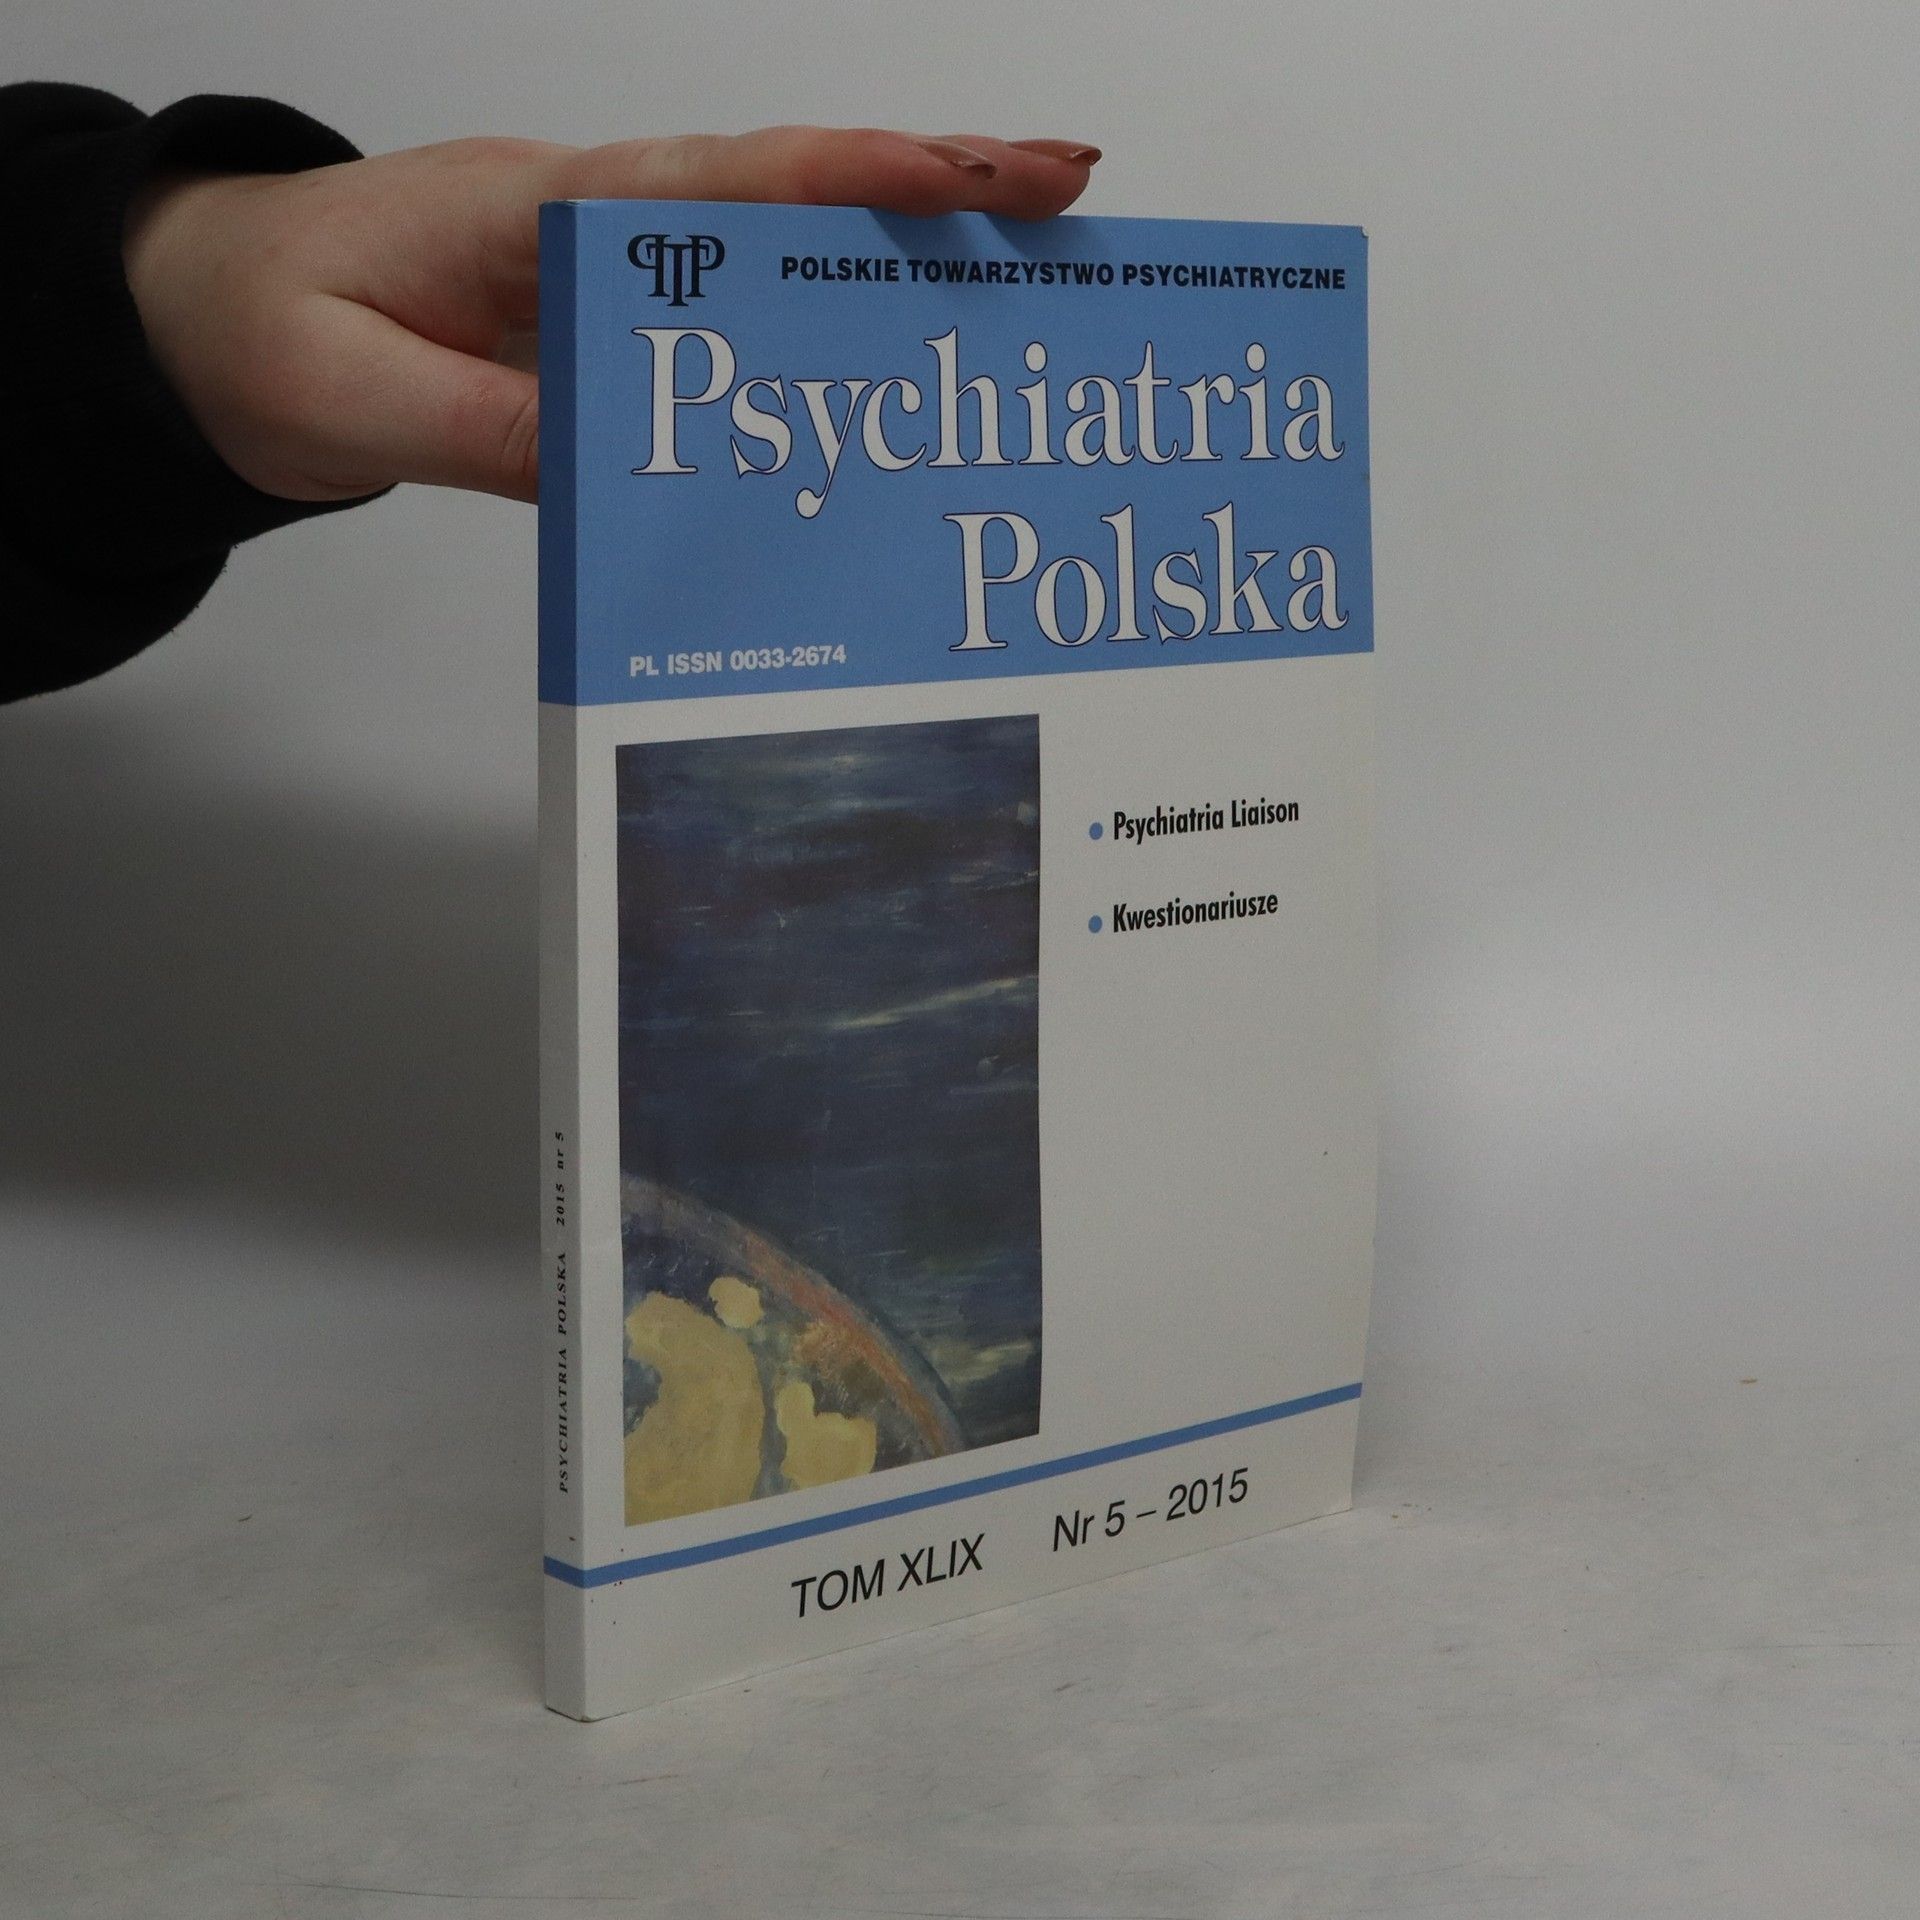 PTP
POLSKIE TOWARZYSTWO PSYCHIATRYCZNE
Psychiatria
Polska
PL ISSN 0033-2674
Psychiatria Liaison
Kwestionariusze
TOM XLIX Nr 5 – 2015
PSYCHIATRIA POLSKA 2015 nr 5